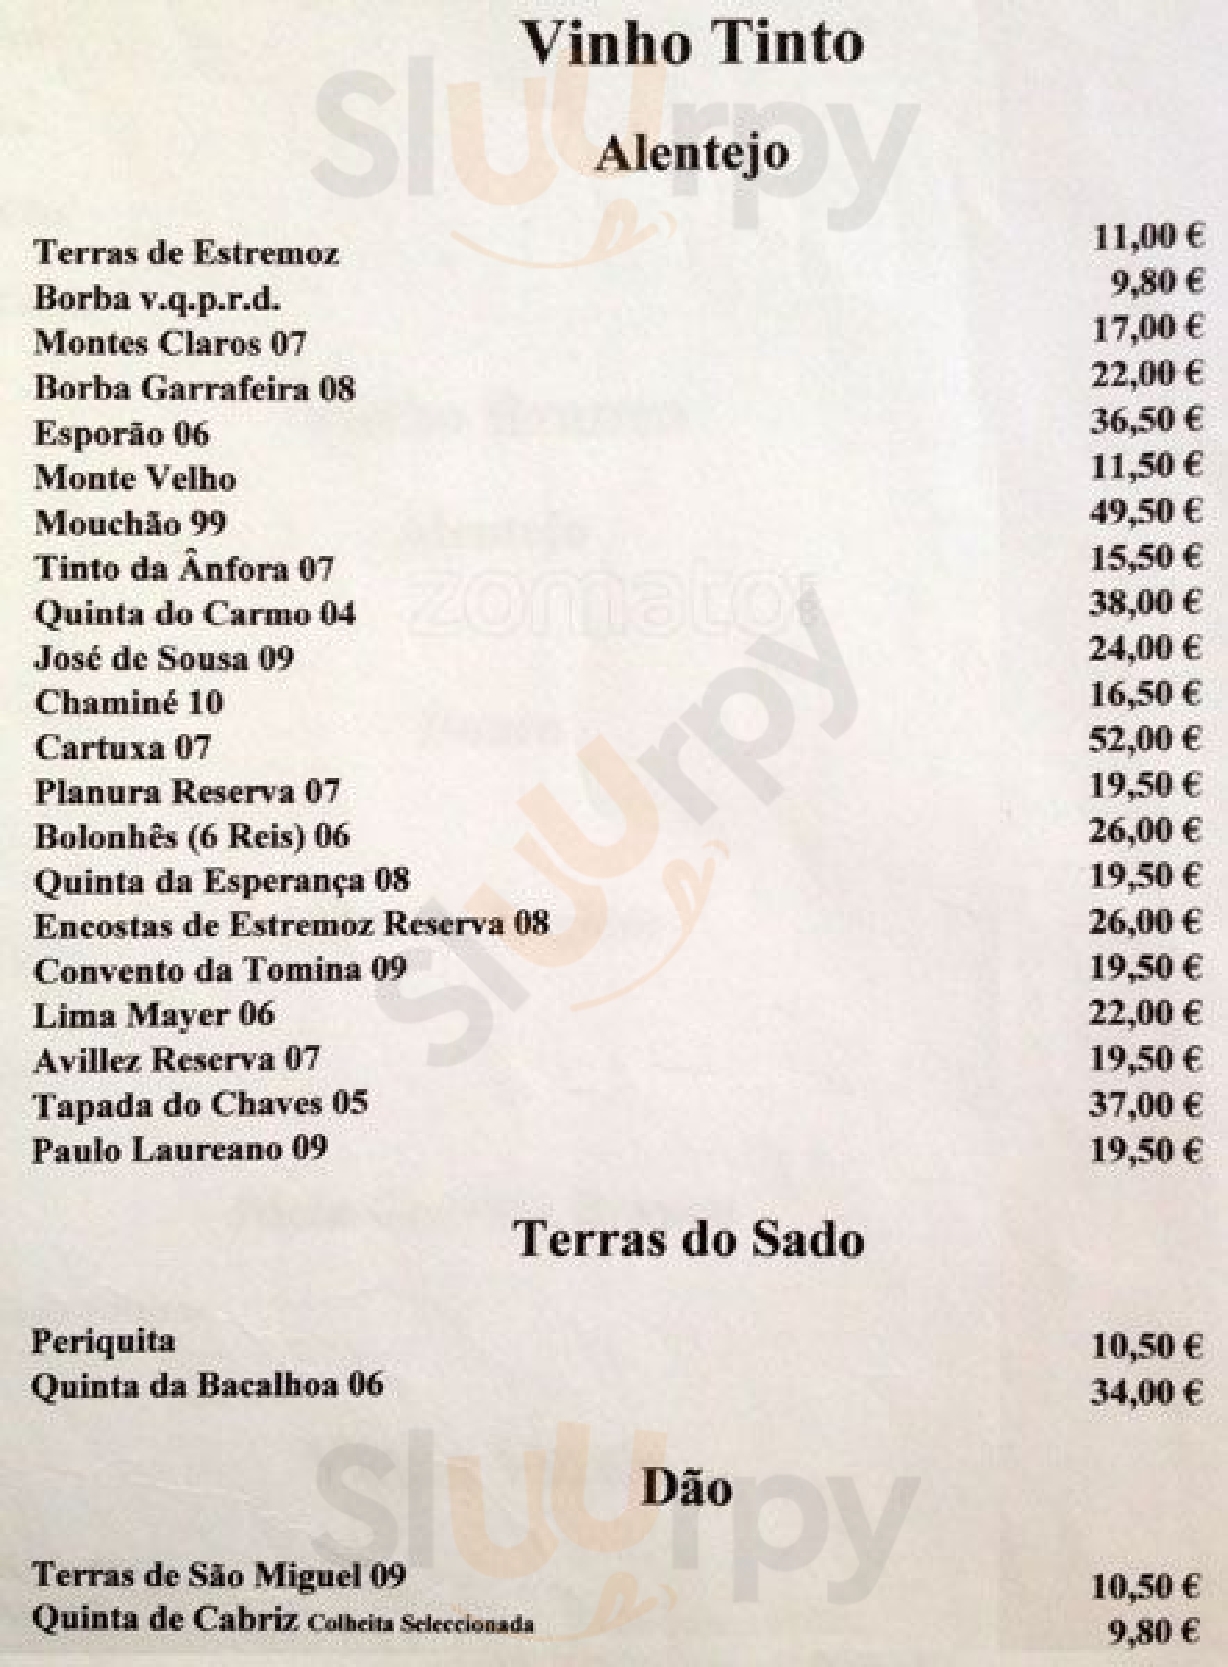 Vinho Tinto
Alentejo
Terras de Estremoz 11,00 €
Borba v.q.p.r.d. 9,80 €
Montes Claros 07 17,00 €
Borba Garrafeira 08 22,00 €
Esporão 06 36,50 €
Monte Velho 11,50 €
Mouchão 99 49,50 €
Tinto da Ânfora 07 15,50 €
Quinta do Carmo 04 38,00 €
José de Sousa 09 24,00 €
Chaminé 10 16,50 €
Cartuxa 07 52,00 €
Planura Reserva 07 19,50 €
Bolonhês (6 Reis) 06 26,00 €
Quinta da Esperança 08 19,50 €
Encostas de Estremoz Reserva 08 26,00 €
Convento da Tomina 09 19,50 €
Lima Mayer 06 22,00 €
Avillez Reserva 07 19,50 €
Tapada do Chaves 05 37,00 €
Paulo Laureano 09 19,50 €
Terras do Sado
Periquita 10,50 €
Quinta da Bacalhoa 06 34,00 €
Dão
Terras de São Miguel 09 10,50 €
Quinta de Cabriz Colheita Seleccionada 9,80 €
Sluurpy
zomato
Sluurpy
Sluurpy